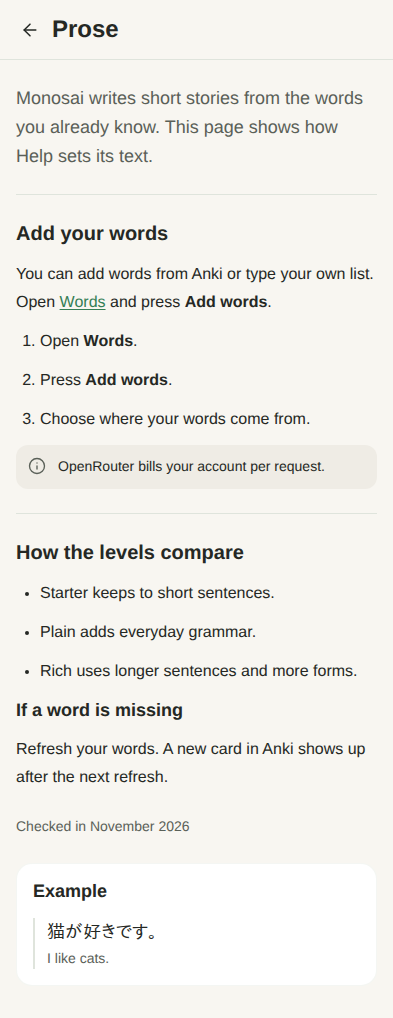 Prose
Monosai writes short stories from the words
you already know. This page shows how
Help sets its text.
Add your words
You can add words from Anki or type your own list.
Open Words and press Add words.
1. Open Words.
2. Press Add words.
3. Choose where your words come from.
OpenRouter bills your account per request.
How the levels compare
• Starter keeps to short sentences.
• Plain adds everyday grammar.
• Rich uses longer sentences and more forms.
If a word is missing
Refresh your words. A new card in Anki shows up
after the next refresh.
Checked in November 2026
Example
猫が好きです。
I like cats.